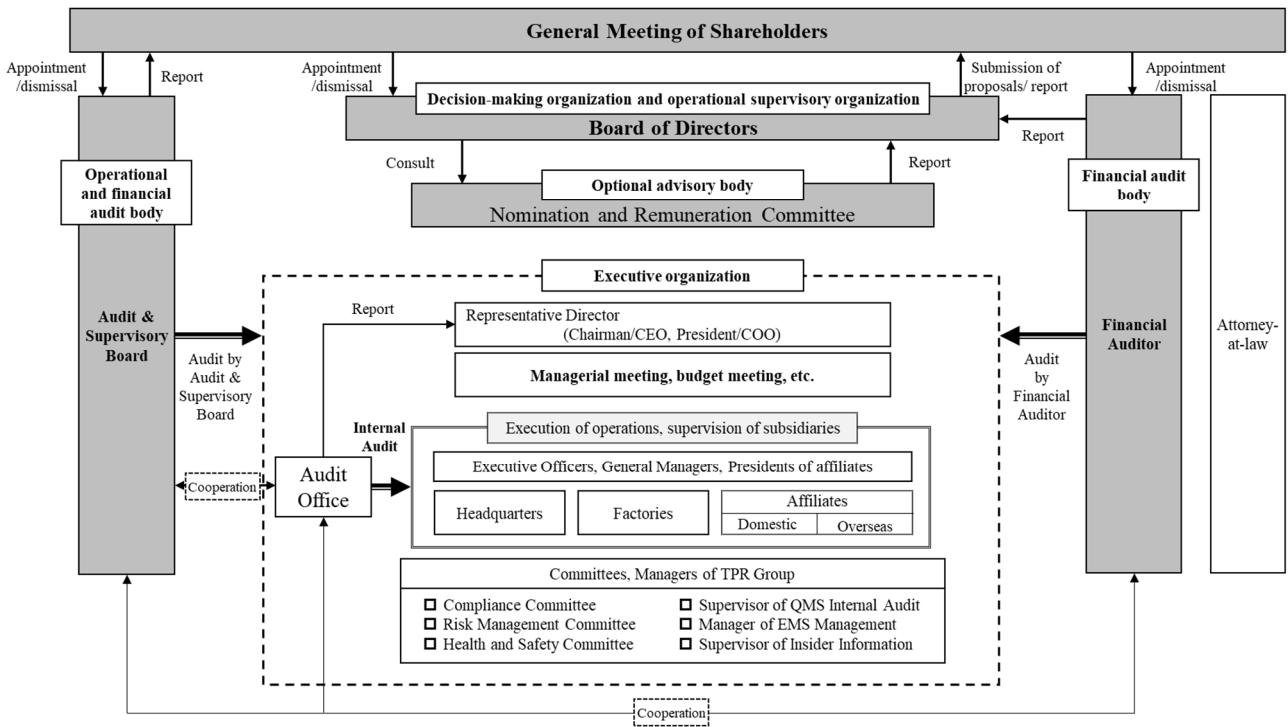 General Meeting of Shareholders
Appointment
/dismissal
Report
Appointment
/dismissal
Submission of
proposals/ report
Appointment
/dismissal
Decision-making organization and operational supervisory organization
Board of Directors
Report
Consult
Report
Operational
and financial
audit body
Optional advisory body
Nomination and Remuneration Committee
Financial audit
body
Executive organization
Audit &
Supervisory
Board
Report
Representative Director
(Chairman/CEO, President/COO)
Financial
Auditor
Attorney-
at-law
Audit by
Audit &
Supervisory
Board
Managerial meeting, budget meeting, etc.
Audit
by
Financial
Auditor
Internal
Audit
Execution of operations, supervision of subsidiaries
Cooperation
Audit
Office
Executive Officers, General Managers, Presidents of affiliates
Headquarters
Factories
Affiliates
Domestic
Overseas
Committees, Managers of TPR Group
Compliance Committee
Risk Management Committee
Health and Safety Committee
Supervisor of QMS Internal Audit
Manager of EMS Management
Supervisor of Insider Information
Cooperation